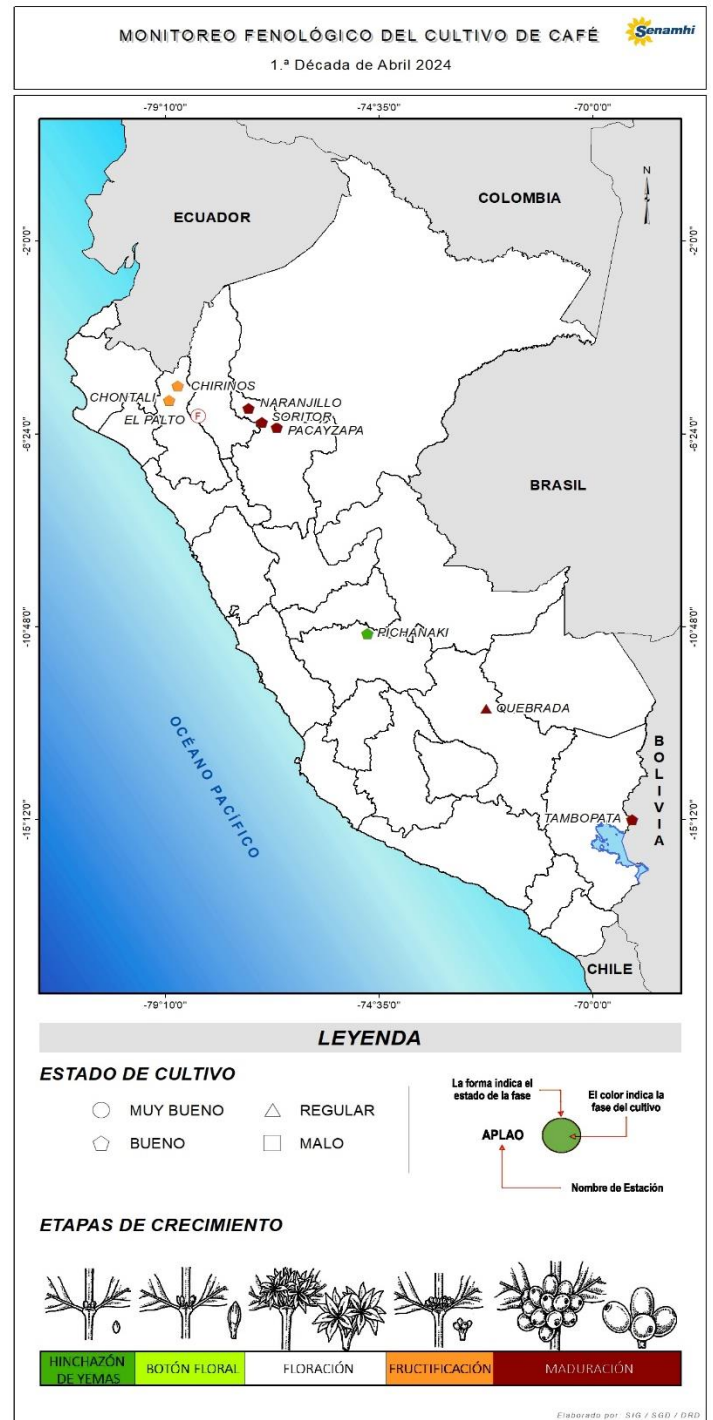 MONITOREO FENOLÓGICO DEL CULTIVO DE CAFÉ
Senamhi
1.ª Década de Abril 2024
-79°10'0"
-74°35'0"
-70°0'0"
N
COLOMBIA
ECUADOR
-2°0'0"
-2°0'0"
CHIRINOS
CHONTALI
NARANJILLO
EL PALTO
F
SORITOR
PACAYZAPA
-6°24'0"
-6°24'0"
BRASIL
-10°48'0"
-10°48'0"
PICHANAKI
QUEBRADA
OCÉANO PACÍFICO
BOLIVIA
TAMBOPATA
-15°12'0"
-15°12'0"
CHILE
-79°10'0"
-74°35'0"
-70°0'0"
LEYENDA
ESTADO DE CULTIVO
MUY BUENO
REGULAR
BUENO
MALO
La forma indica el
estado de la fase
El color indica la
fase del cultivo
APLAO
Nombre de Estación
ETAPAS DE CRECIMIENTO
HINCHAZÓN
DE YEMAS
BOTÓN FLORAL
FLORACIÓN
FRUCTIFICACIÓN
MADURACIÓN
Elaborado por: SIG / SGD / DRD